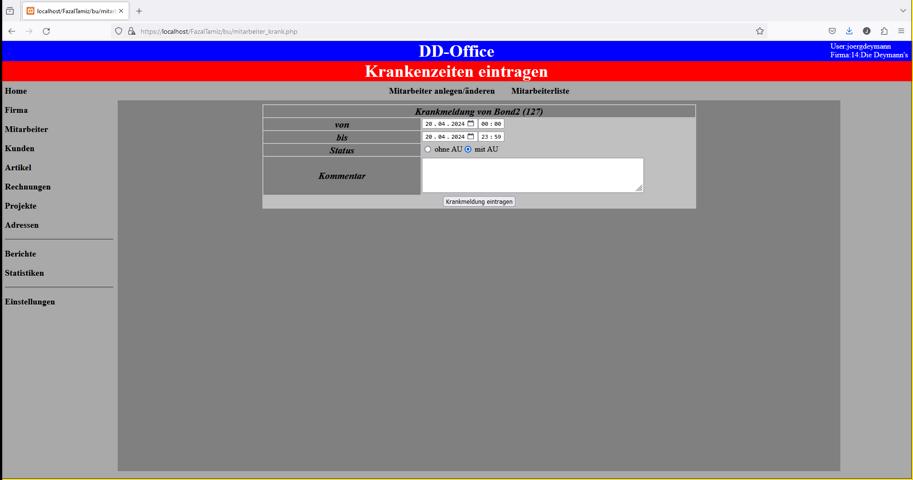 localhost/FazalTamiz/bu/mitar
https://localhost/FazalTamiz/bu/mitarbeiter_krank.php
DD-Office
User:joergdeymann
Firma:14:Die Deymann's
Krankenzeiten eintragen
Home
Mitarbeiter anlegen/änderen Mitarbeiterliste
Firma
Mitarbeiter
Kunden
Artikel
Rechnungen
Projekte
Adressen
Berichte
Statistiken
Einstellungen
Krankmeldung von Bond2 (127)
von 20.04.2024 00:00
bis 20.04.2024 23:59
Status ohne AU mit AU
Kommentar
Krankmeldung eintragen